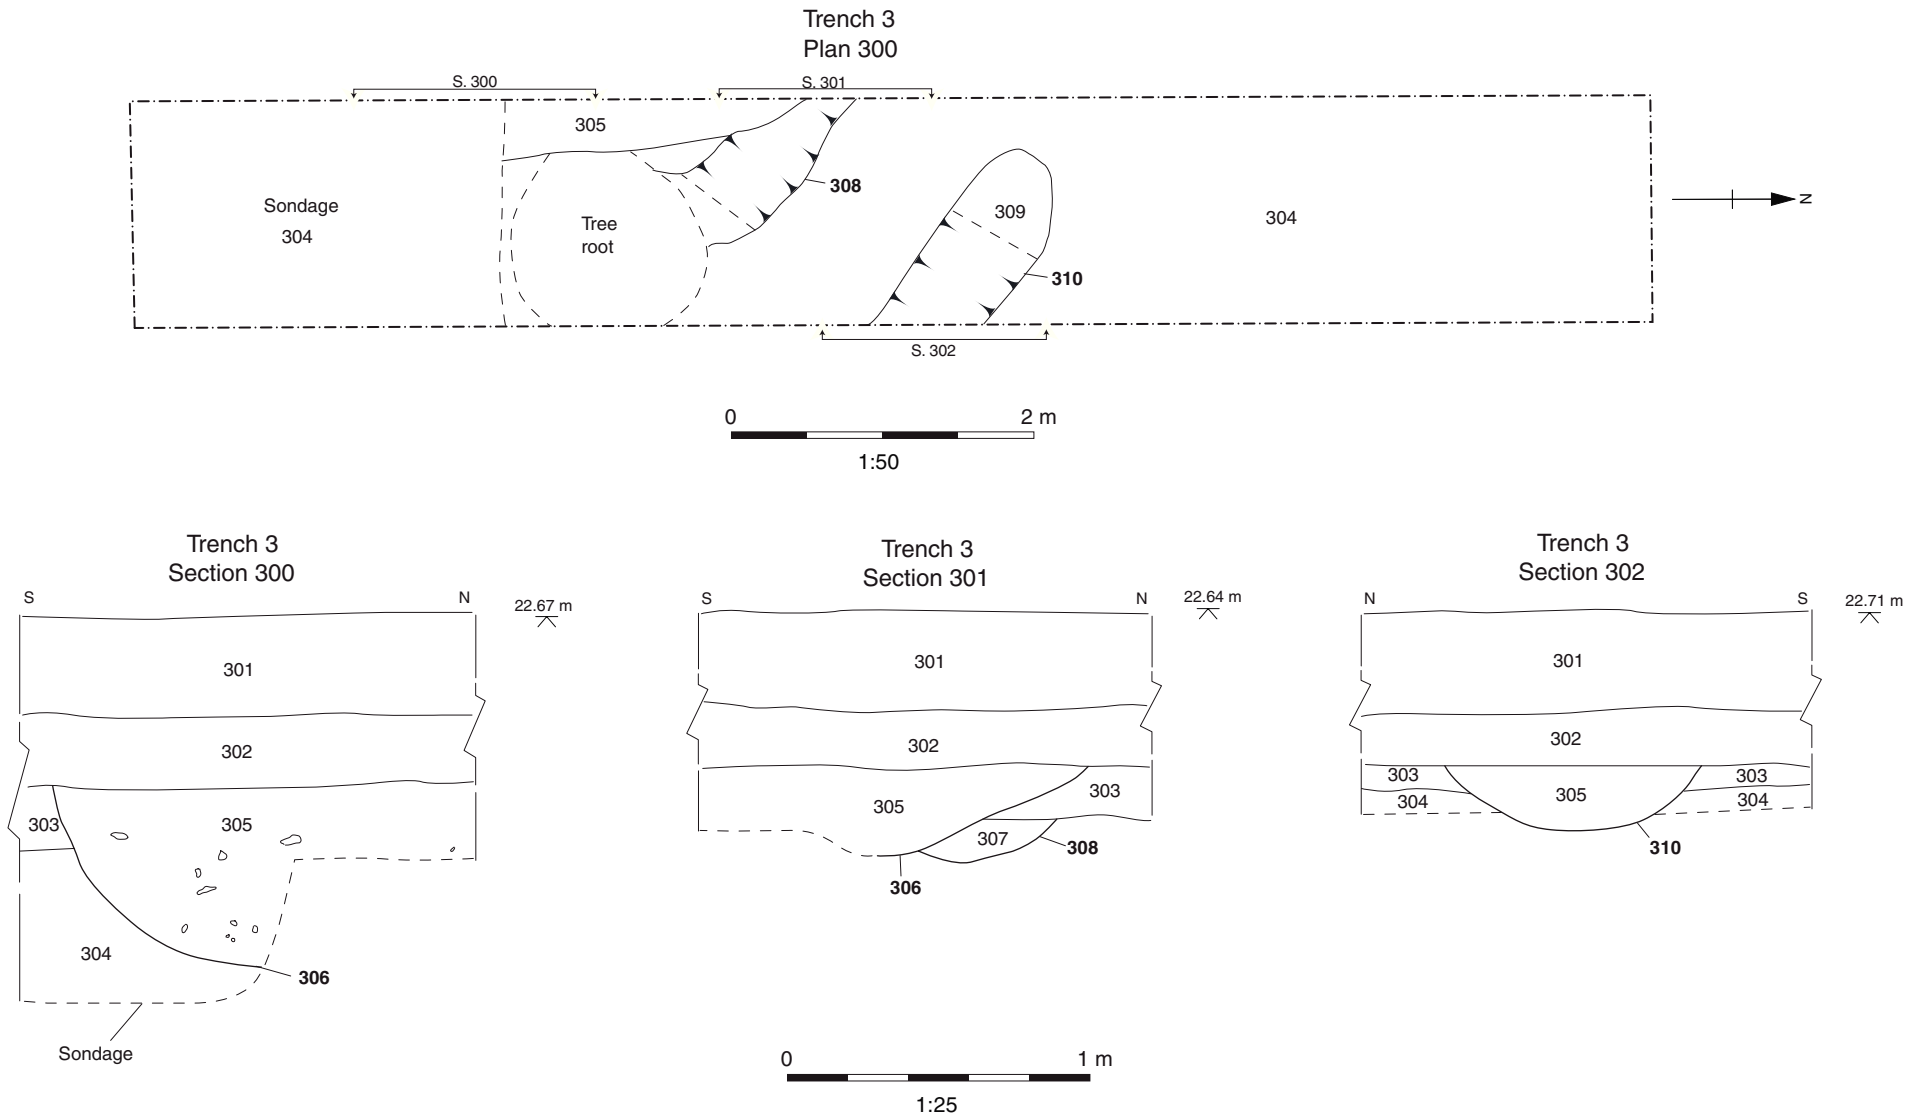 Trench 3
Plan 300
S. 300
S. 301
305
308
Sondage
304
Tree
root
309
304
310
N
S. 302
0 2 m
1:50
Trench 3
Section 300
S N
22.67 m
301
302
303
305
304
306
Sondage
Trench 3
Section 301
S N
22.64 m
301
302
305
303
307
308
306
Trench 3
Section 302
N S
22.71 m
301
302
303
303
304
305
304
310
0 1 m
1:25